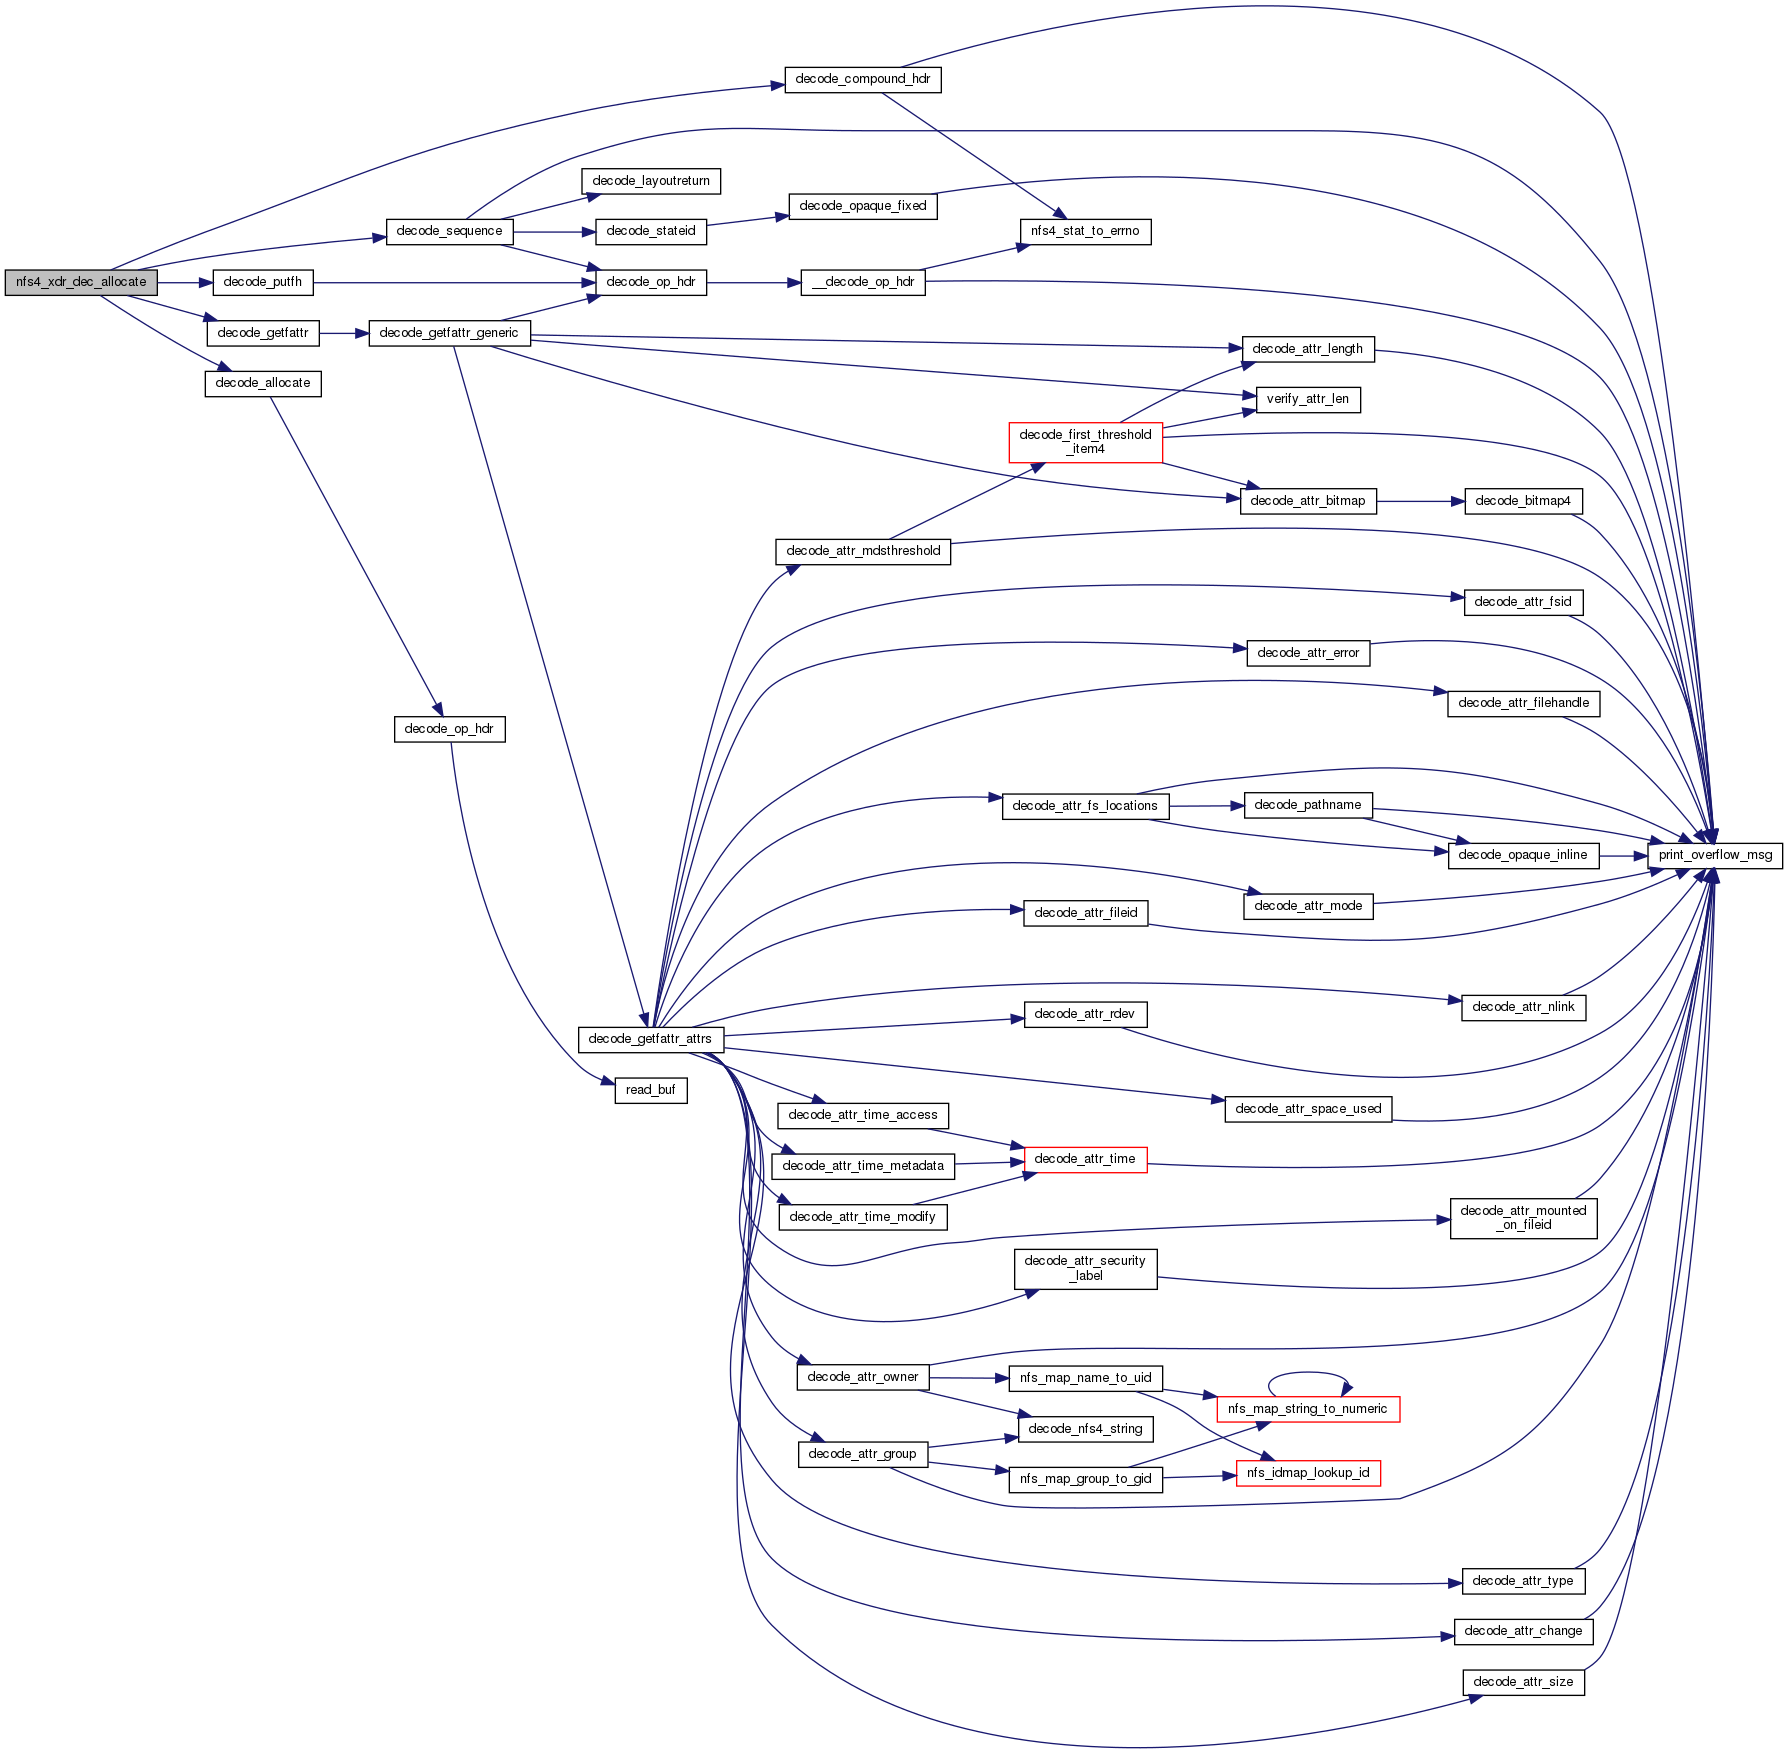 decode_compound_hdr
decode_layoutreturn
decode_opaque_fixed
decode_sequence
decode_stateid
nfs4_stat_to_errno
nfs4_xdr_dec_allocate
decode_putfh
decode_op_hdr
__decode_op_hdr
decode_getfattr
decode_getfattr_generic
decode_attr_length
decode_allocate
verify_attr_len
decode_first_threshold
_item4
decode_attr_bitmap
decode_bitmap4
decode_attr_mdsthreshold
decode_attr_fsid
decode_attr_error
decode_attr_filehandle
decode_op_hdr
decode_attr_fs_locations
decode_pathname
decode_opaque_inline
print_overflow_msg
decode_attr_mode
decode_attr_fileid
decode_attr_nlink
decode_attr_rdev
decode_getfattr_attrs
read_buf
decode_attr_space_used
decode_attr_time_access
decode_attr_time
decode_attr_time_metadata
decode_attr_time_modify
decode_attr_mounted
_on_fileid
decode_attr_security
_label
decode_attr_owner
nfs_map_name_to_uid
nfs_map_string_to_numeric
decode_nfs4_string
decode_attr_group
nfs_map_group_to_gid
nfs_idmap_lookup_id
decode_attr_type
decode_attr_change
decode_attr_size